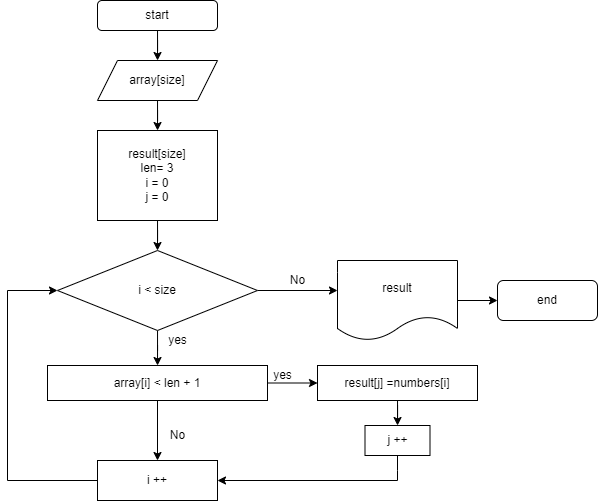 start
array[size]
result[size]
len= 3
i = 0
j = 0
i < size
No
result
end
yes
array[i] < len + 1
yes
result[j] =numbers[i]
No
j ++
i ++